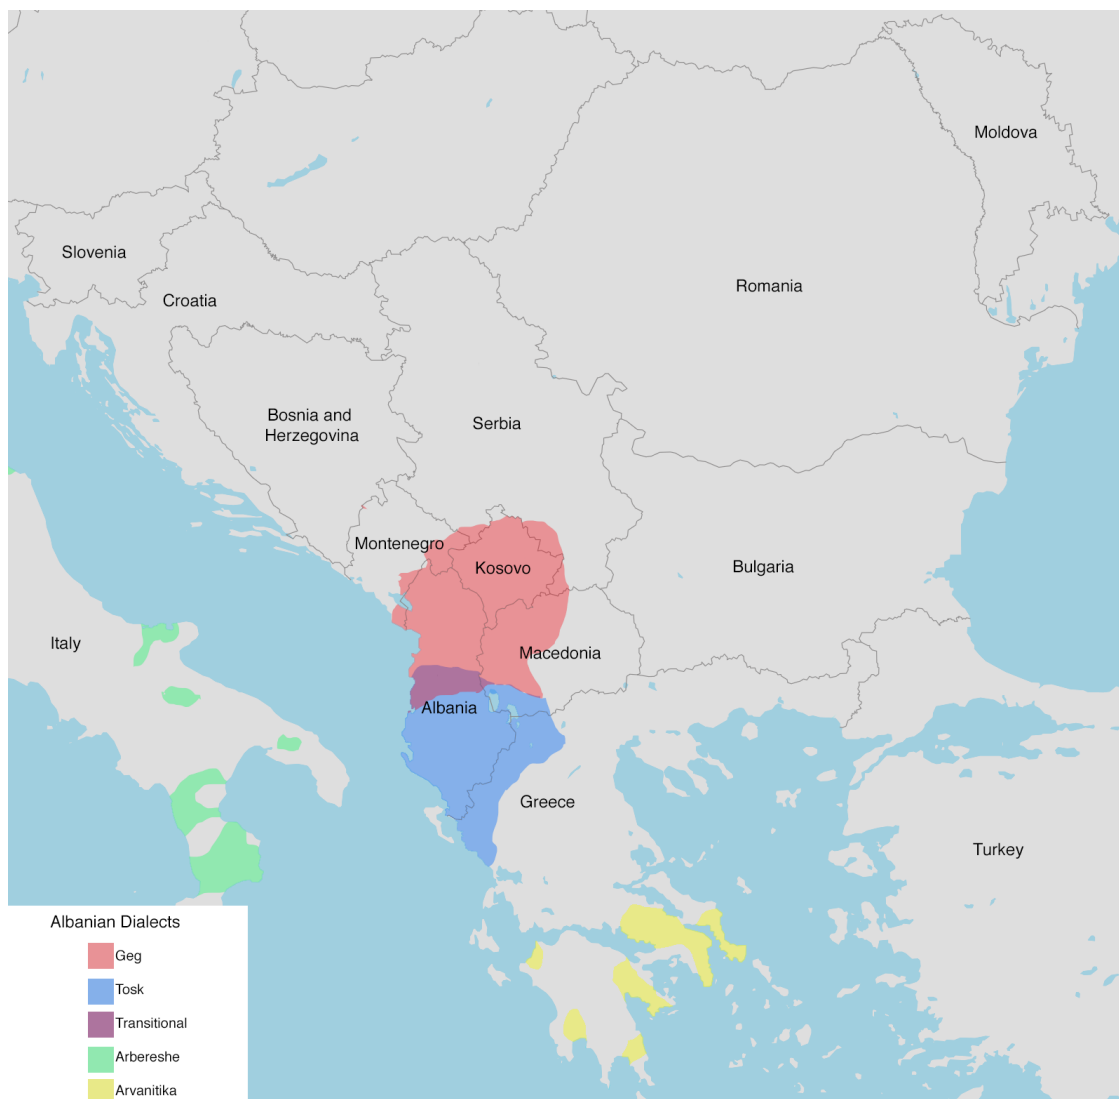 Moldova
Slovenia
Romania
Croatia
Bosnia and
Herzegovina
Serbia
Montenegro
Kosovo
Bulgaria
Italy
Macedonia
Albania
Greece
Turkey
Albanian Dialects
Geg
Tosk
Transitional
Arbereshe
Arvanitika